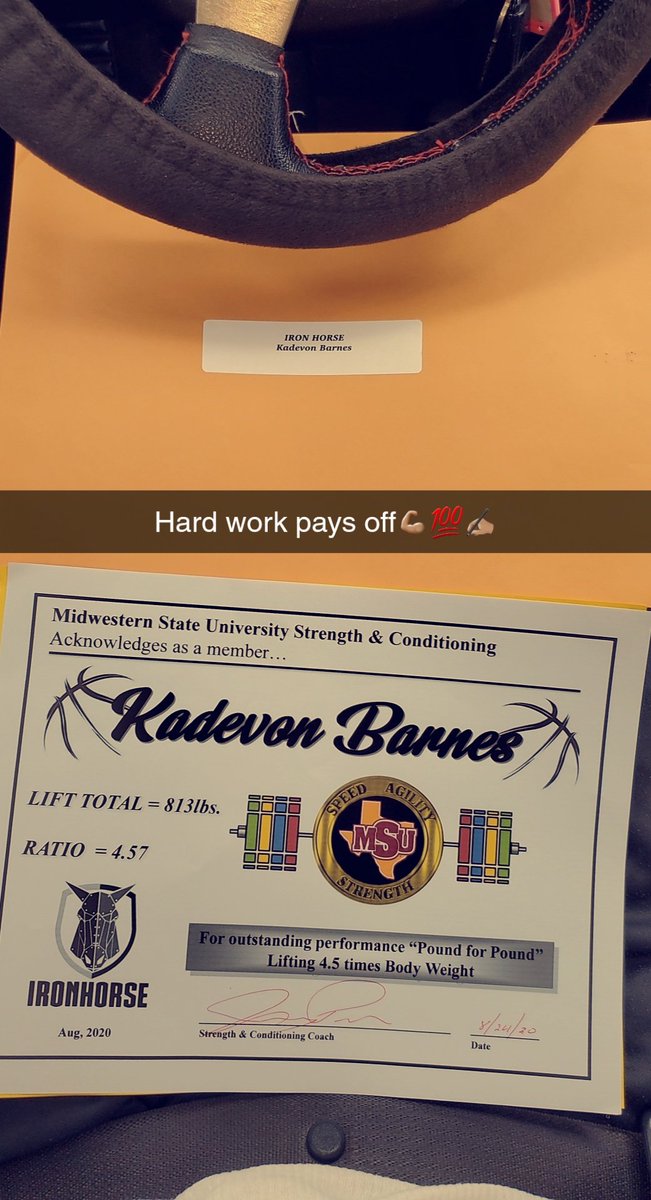 IRON HORSE
Kadevon Barnes
Hard work pays off💪🏽💯✍🏽
Midwestern State University Strength & Conditioning
Acknowledges as a member…
Kadevon Barnes
LIFT TOTAL = 813lbs.
RATIO = 4.57
SPEED AGILITY
MSU
STRENGTH
For outstanding performance “Pound for Pound”
Lifting 4.5 times Body Weight
IRONHORSE
Aug, 2020
Strength & Conditioning Coach
8/24/20
Date